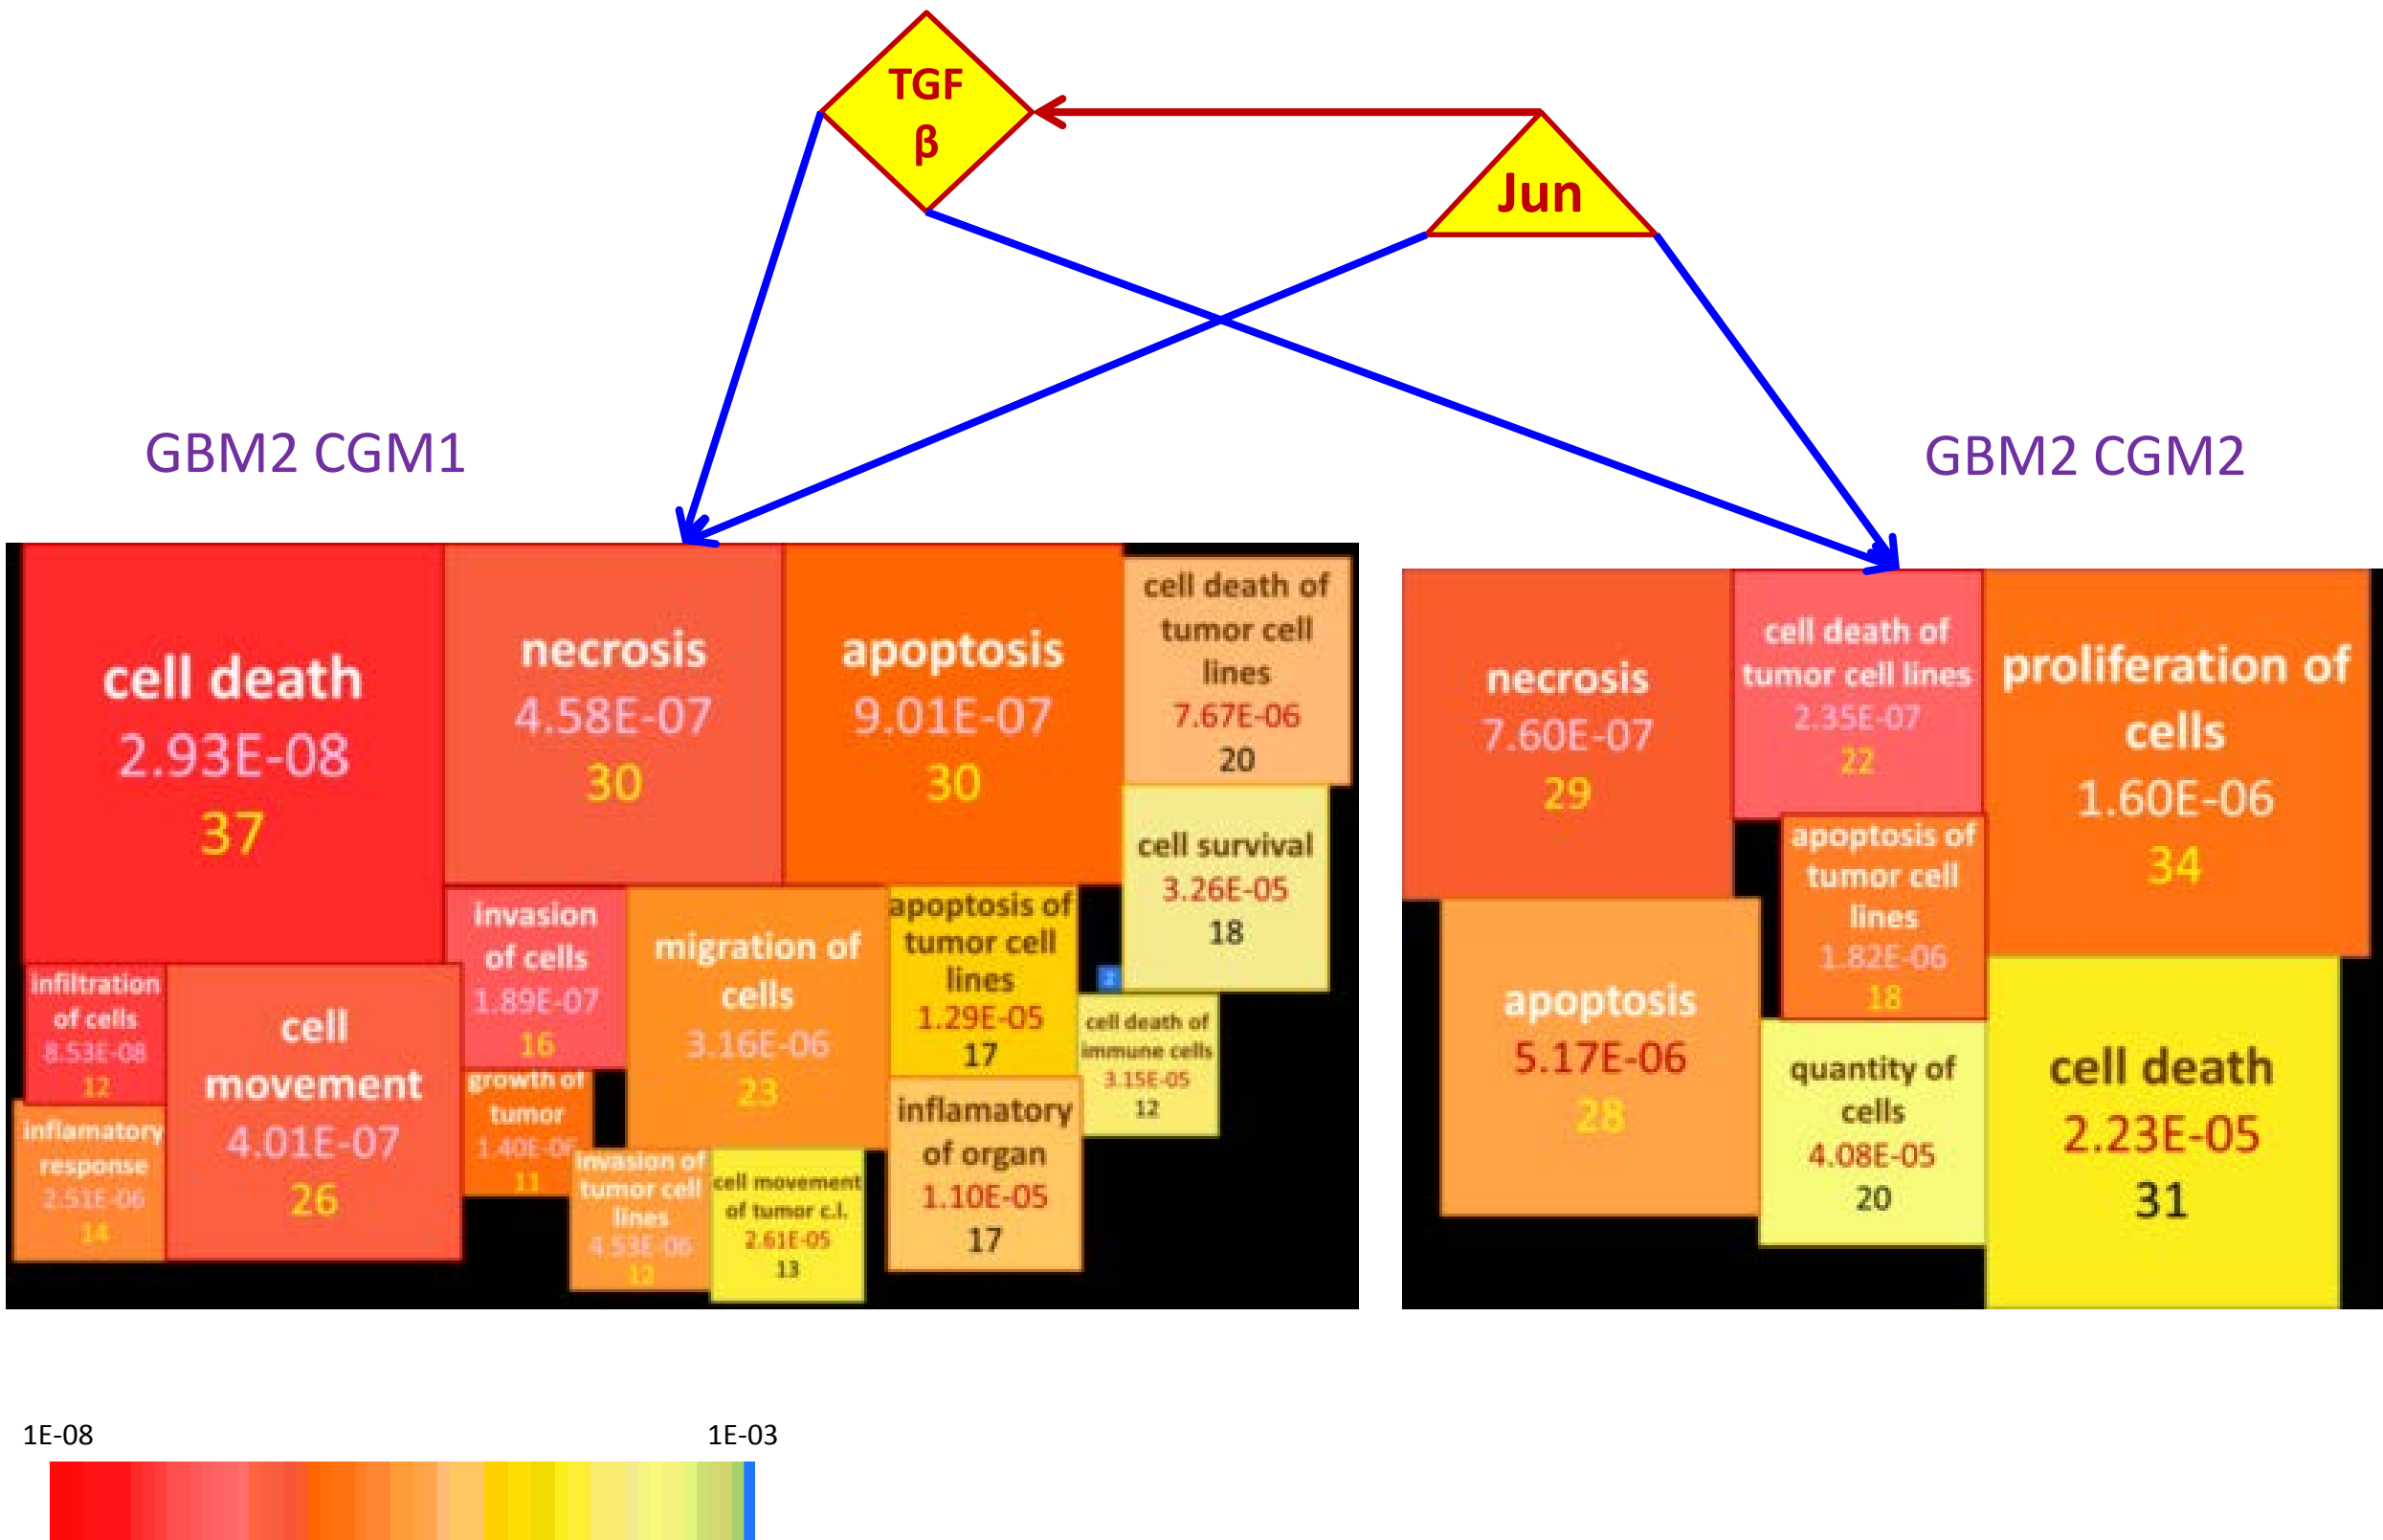 TGF
β
Jun
GBM2 CGM1
GBM2 CGM2
cell death
2.93E-08
37
necrosis
4.58E-07
30
apoptosis
9.01E-07
30
cell death of
tumor cell
lines
7.67E-06
20
cell survival
3.26E-05
18
infiltration
of cells
8.53E-08
12
cell
movement
4.01E-07
26
invasion
of cells
1.89E-07
16
migration of
cells
3.16E-06
23
apoptosis of
tumor cell
lines
1.29E-05
17
2
cell death of
immune cells
3.15E-05
12
inflamatory
response
2.51E-06
14
growth of
tumor
1.40E-06
11
Invasion of
tumor cell
lines
4.53E-06
12
cell movement
of tumor c.l.
2.61E-05
13
inflamatory
of organ
1.10E-05
17
necrosis
7.60E-07
29
cell death of
tumor cell lines
2.35E-07
22
proliferation of
cells
1.60E-06
34
apoptosis of
tumor cell
lines
1.82E-06
18
apoptosis
5.17E-06
28
quantity of
cells
4.08E-05
20
cell death
2.23E-05
31
1E-08
1E-03